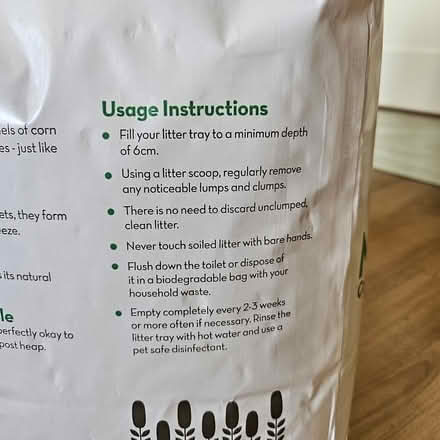 els of corn
es - just like
ets, they form
eeze.
its natural
le
perfectly okay to
post heap.
Usage Instructions
Fill your litter tray to a minimum depth
of 6cm.
Using a litter scoop, regularly remove
any noticeable lumps and clumps.
There is no need to discard unclumped,
clean litter.
Never touch soiled litter with bare hands.
Flush down the toilet or dispose of
it in a biodegradable bag with your
household waste.
Empty completely every 2-3 weeks
or more often if necessary. Rinse the
litter tray with hot water and use a
pet safe disinfectant.